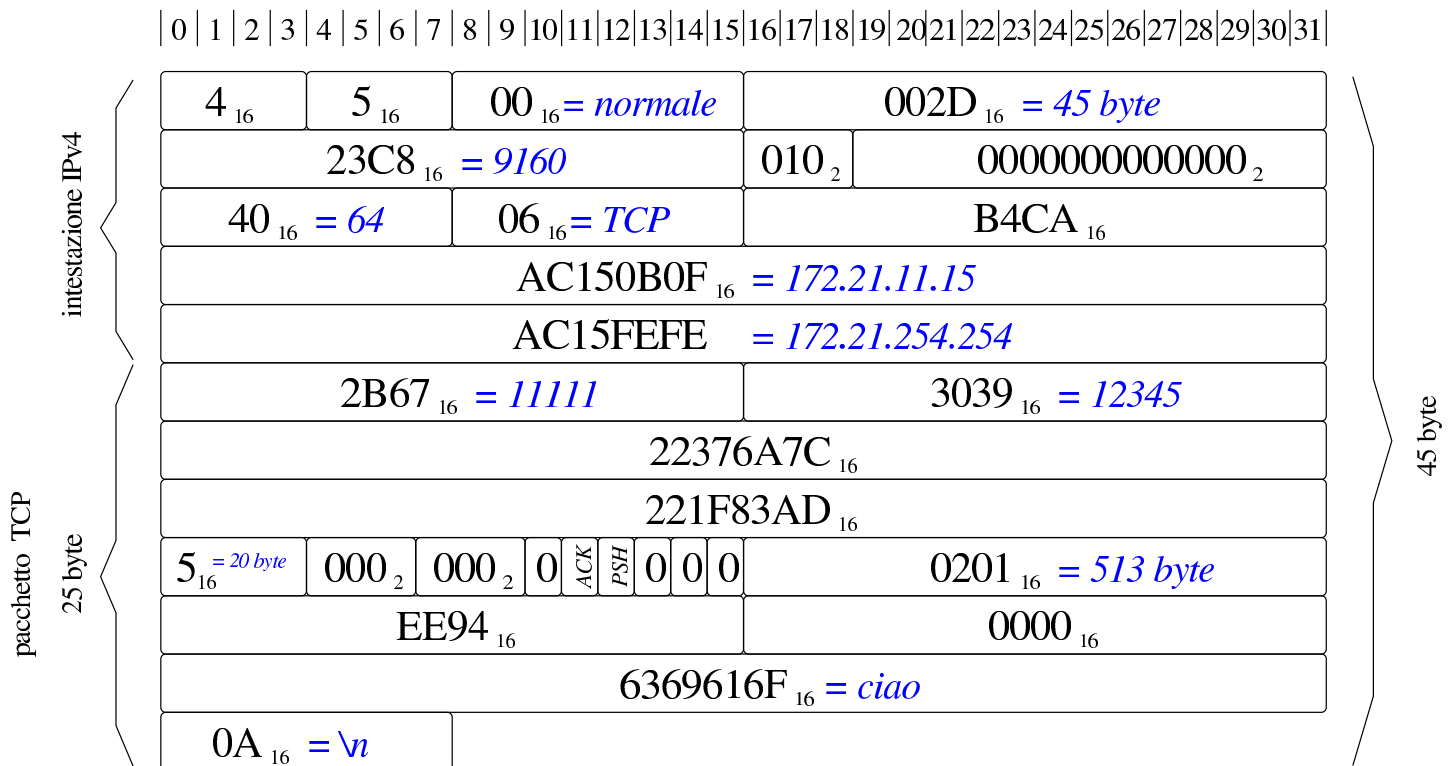 0 1 2 3 4 5 6 7 8 9 10 11 12 13 14 15 16 17 18 19 20 21 22 23 24 25 26 27 28 29 30 31
4 16 5 16 00 16 = normale 002D 16 = 45 byte
23C8 16 = 9160 010 2 0000000000000 2
40 16 = 64 06 16 = TCP B4CA 16
AC150B0F 16 = 172.21.11.15
AC15FEFE = 172.21.254.254
2B67 16 = 11111 3039 16 = 12345
22376A7C 16
221F83AD 16
5 16 = 20 byte 000 2 000 2 0 ACK PSH 0 0 0 0201 16 = 513 byte
EE94 16 0000 16
6369616F 16 = ciao
0A 16 = \n
intestazione IPv4
pacchetto TCP
25 byte
45 byte